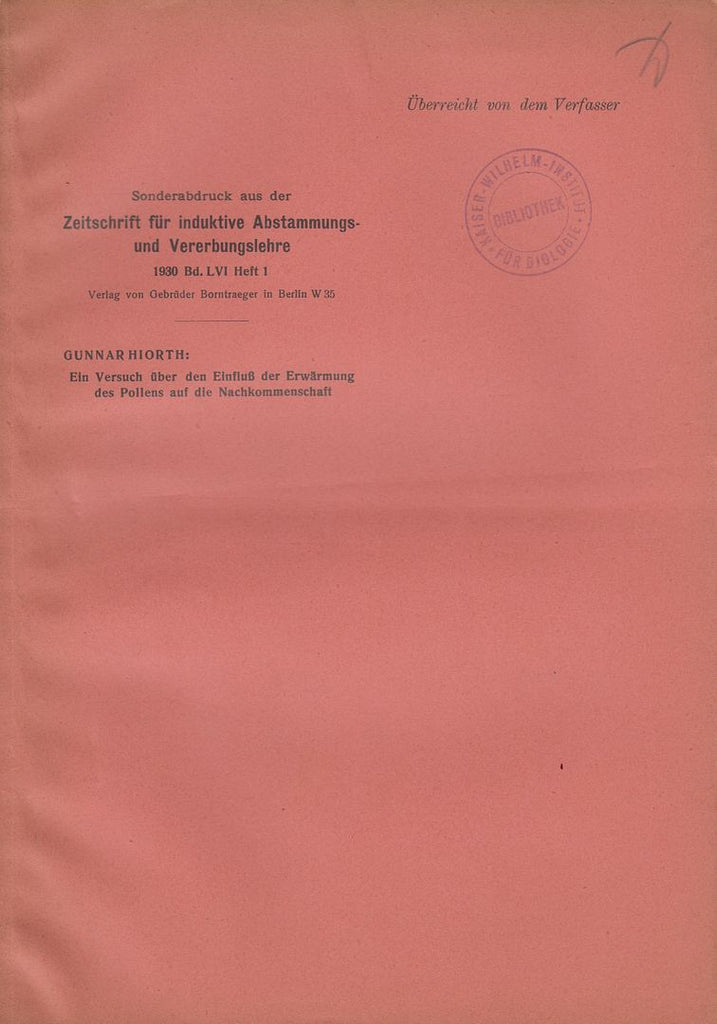 Überreicht von dem Verfasser
KAISER-WILHELM-INSTITUT
FÜR BIOLOGIE
BIBLIOTHEK
Sonderabdruck aus der
Zeitschrift für induktive Abstammungs-
und Vererbungslehre
1930 Bd. LVI Heft 1
Verlag von Gebrüder Borntraeger in Berlin W 35
GUNNAR HIORTH:
Ein Versuch über den Einfluß der Erwärmung
des Pollens auf die Nachkommenschaft